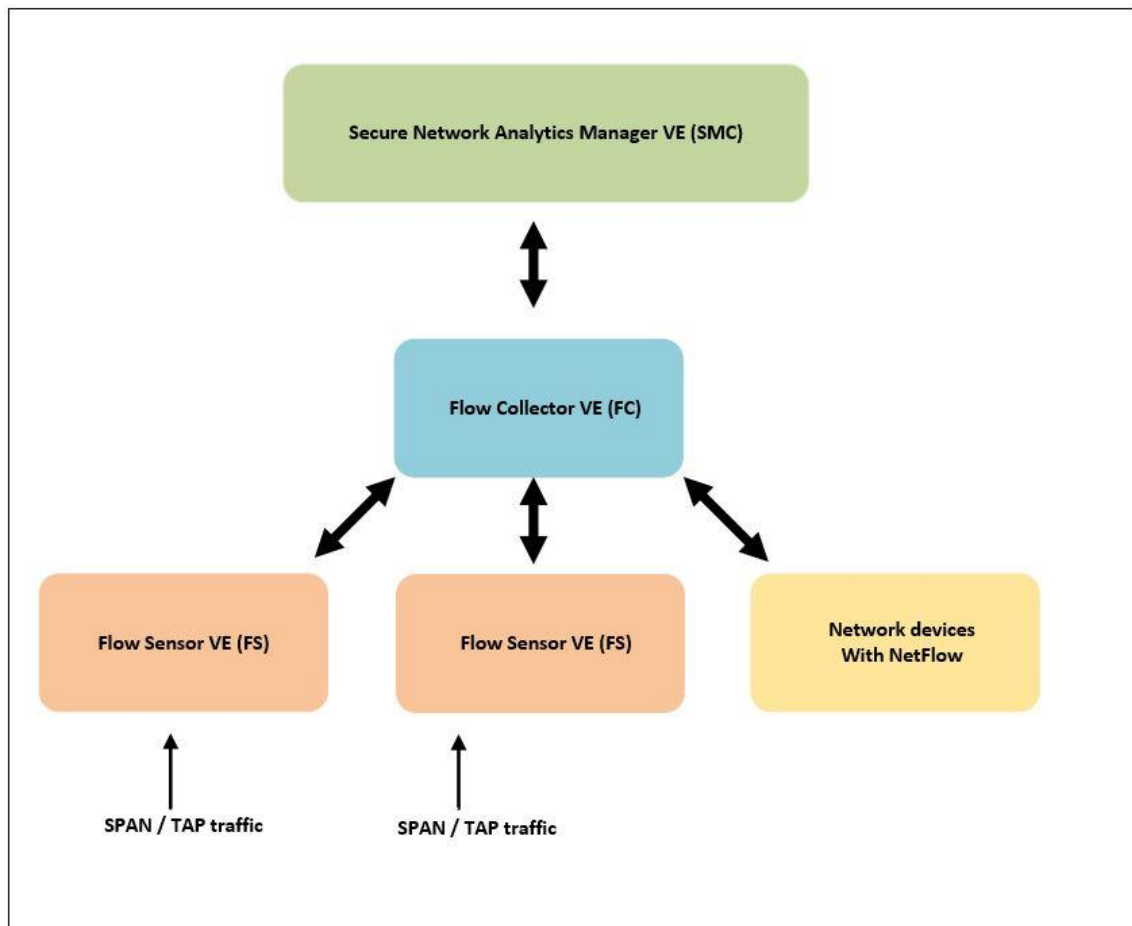 Secure Network Analytics Manager VE (SMC)
Flow Collector VE (FC)
Flow Sensor VE (FS)
Flow Sensor VE (FS)
Network devices
With NetFlow
SPAN / TAP traffic
SPAN / TAP traffic